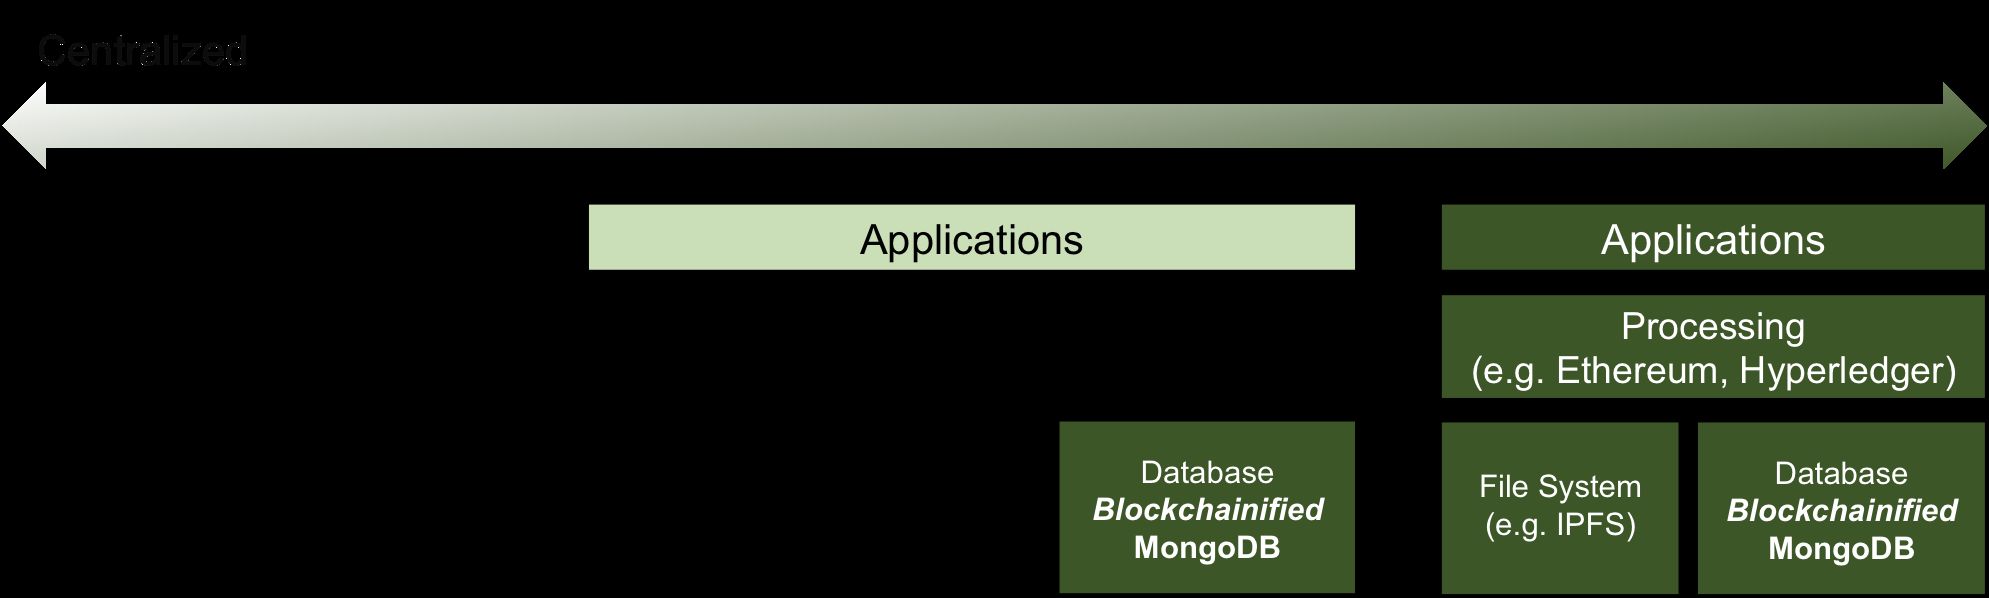 Centralized
Applications
Applications
Processing
(e.g. Ethereum, Hyperledger)
Database
Blockchainified
MongoDB
File System
(e.g. IPFS)
Database
Blockchainified
MongoDB